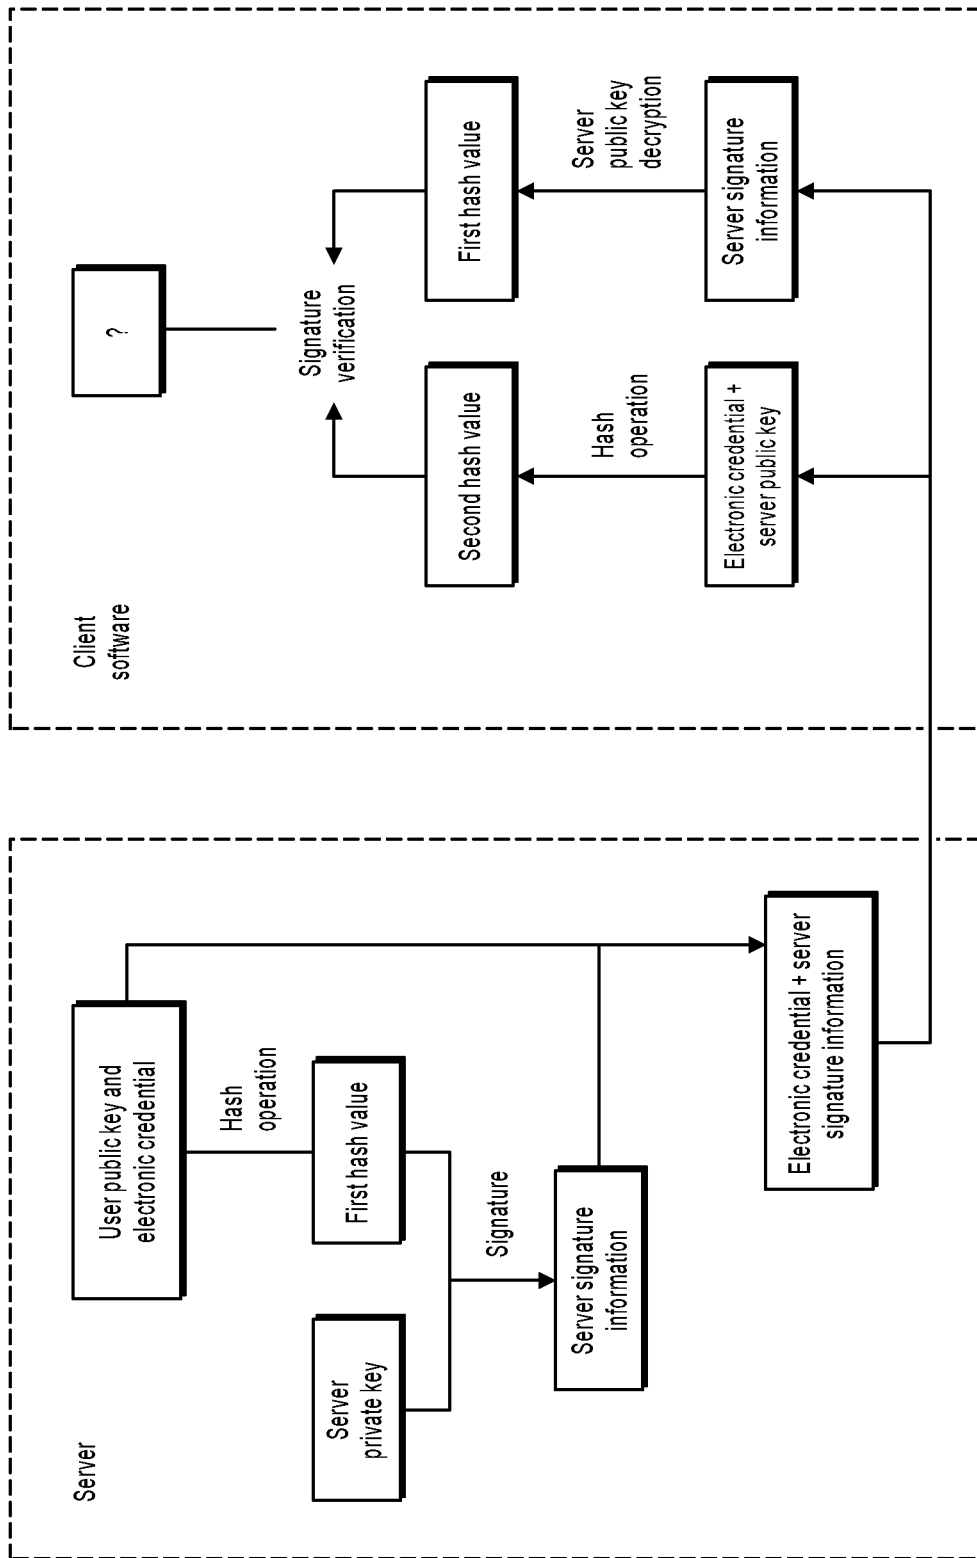 Server
User public key and
electronic credential
Hash
operation
Server
private key
First hash value
Signature
Server signature
information
Electronic credential + server
signature information
Client
software
?
Signature
verification
Second hash value
First hash value
Hash
operation
Server
public key
decryption
Electronic credential +
server public key
Server signature
information